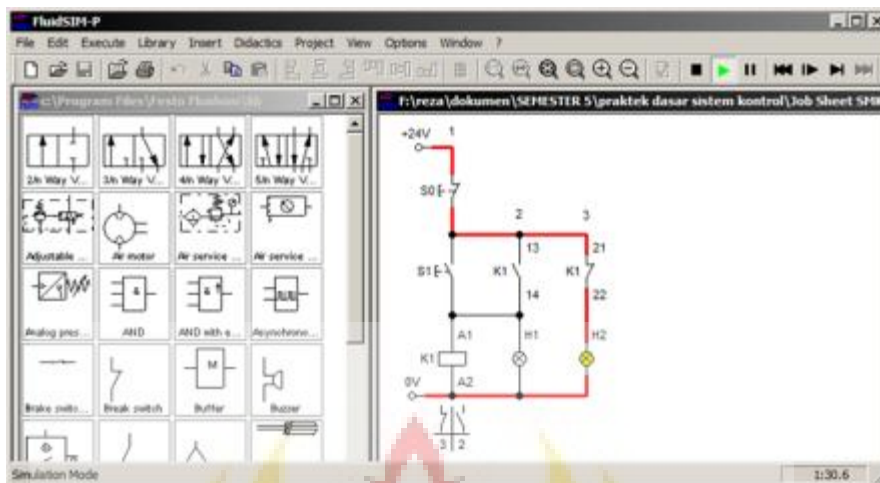 FluidSIM-P
File Edit Execute Library Insert Didactics Project View Options Window ?
F:\reza\dokumen\SEMESTER 5\praktek dasar sistem kontrol\Job Sheet SMK
2/n Way V... 3/n Way V... 4/n Way V... 5/n Way V...
Adjustable ... Air motor Air service ... Air service ...
Analog pres... AND AND with e... Asynchrono...
Brake switc... Break switch Buffer Buzzer
&
&
M
+24V 1
S0
2 3
13 21
S1 K1 K1
14 22
A1 H1 H2
K1
0V A2
3 2
Simulation Mode 1:30.6